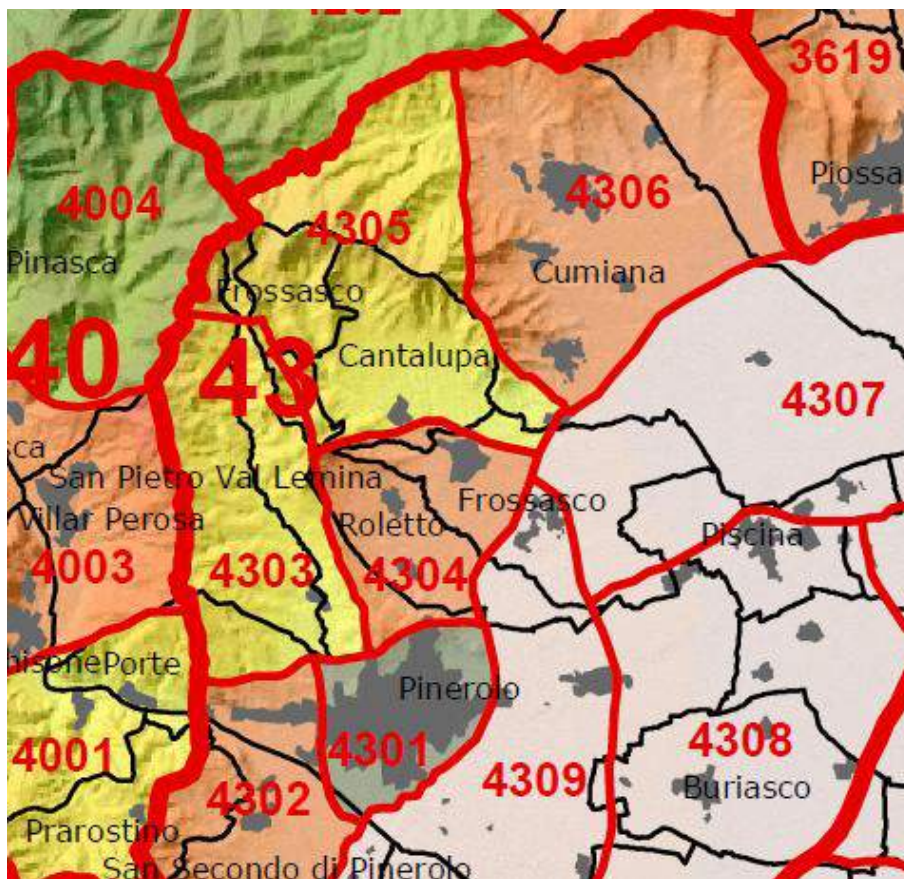 3619
Piossa
4004
4306
4305
Pinasca
Cumiana
Frossasco
40
43
Cantalupa
4307
ca
San Pietro Val Lemina
Frossasco
Villar Perosa
Roletto
Piscina
4003
4303
4304
Porte
Pinerolo
4001
4301
4308
4309
Buriasco
4302
Prarostino
San Secondo di Pinerolo